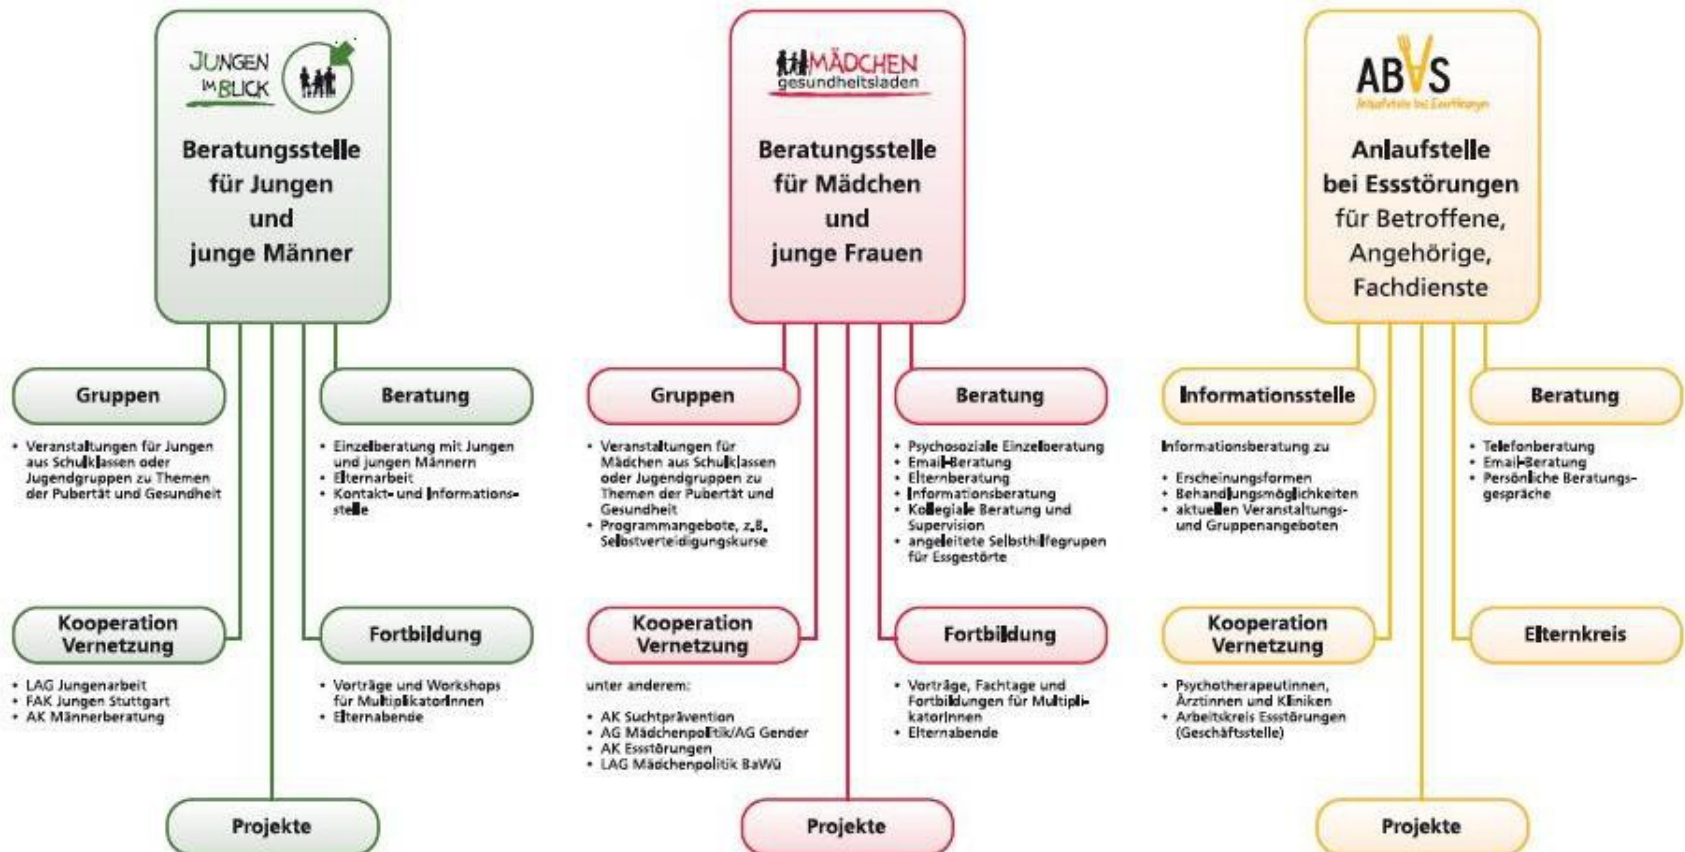 JUNGEN
IM BLICK
Beratungsstelle
für Jungen
und
junge Männer
Gruppen
• Veranstaltungen für Jungen
aus Schulklassen oder
Jugendgruppen zu Themen
der Pubertät und Gesundheit
Beratung
• Einzelberatung mit Jungen
und jungen Männern
• Elternarbeit
• Kontakt- und Informations-
stelle
Kooperation
Vernetzung
• LAG Jungenarbeit
• FAK Jungen Stuttgart
• AK Männerberatung
Fortbildung
• Vorträge und Workshops
für MultiplikatorInnen
• Elternabende
Projekte
MÄDCHEN
gesundheitsladen
Beratungsstelle
für Mädchen
und
junge Frauen
Gruppen
• Veranstaltungen für
Mädchen aus Schulklassen
oder Jugendgruppen zu
Themen der Pubertät und
Gesundheit
• Programmangebote, z.B.
Selbstverteidigungskurse
Beratung
• Psychosoziale Einzelberatung
• Email-Beratung
• Elternberatung
• Informationsberatung
• Kollegiale Beratung und
Supervision
• angeleitete Selbsthilfegrupen
für Essgestörte
Kooperation
Vernetzung
unter anderem:
• AK Suchtprävention
• AG Mädchenpolitik/AG Gender
• AK Essstörungen
• LAG Mädchenpolitik BaWü
Fortbildung
• Vorträge, Fachtage und
Fortbildungen für Multipli-
katorInnen
• Elternabende
Projekte
ABAS
Anlaufstelle bei Essstörungen
Anlaufstelle
bei Essstörungen
für Betroffene,
Angehörige,
Fachdienste
Informationsstelle
Informationsberatung zu
• Erscheinungsformen
• Behandlungsmöglichkeiten
• aktuellen Veranstaltungs-
und Gruppenangeboten
Beratung
• Telefonberatung
• Email-Beratung
• Persönliche Beratungs-
gespräche
Kooperation
Vernetzung
• Psychotherapeutinnen,
Ärztinnen und Kliniken
• Arbeitskreis Essstörungen
(Geschäftsstelle)
Elternkreis
Projekte